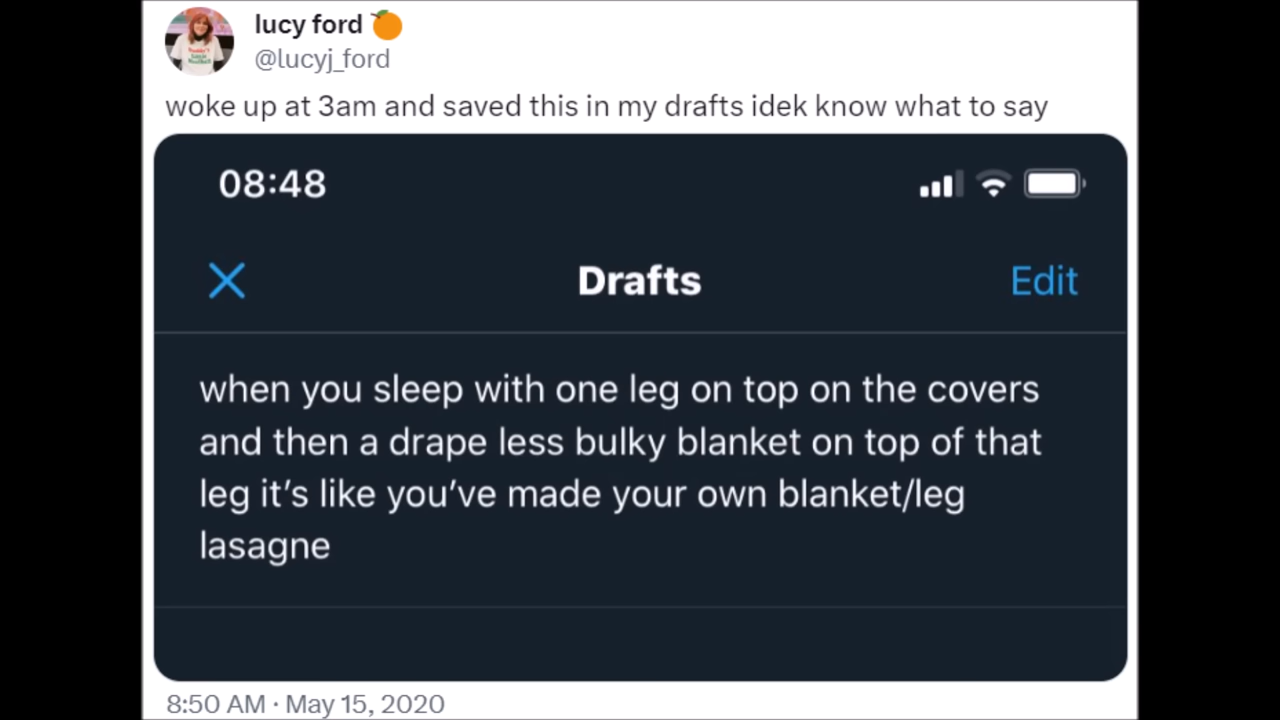 lucy ford
@lucyj_ford
woke up at 3am and saved this in my drafts idek know what to say
08:48
Drafts
Edit
when you sleep with one leg on top on the covers
and then a drape less bulky blanket on top of that
leg it’s like you’ve made your own blanket/leg
lasagne
8:50 AM · May 15, 2020